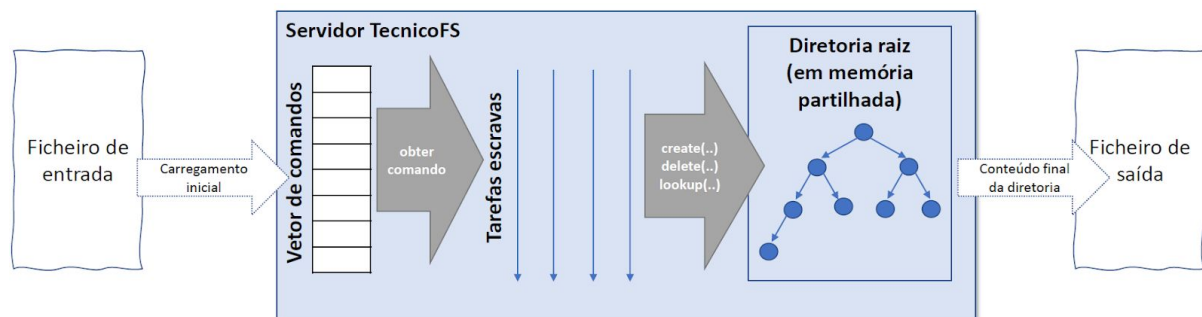 Ficheiro de
entrada
Carregamento
inicial
Servidor TecnicoFS
Vetor de comandos
obter
comando
Tarefas escravas
create(..)
delete(..)
lookup(..)
Diretoria raiz
(em memória
partilhada)
Conteúdo final
da diretoria
Ficheiro de
saída